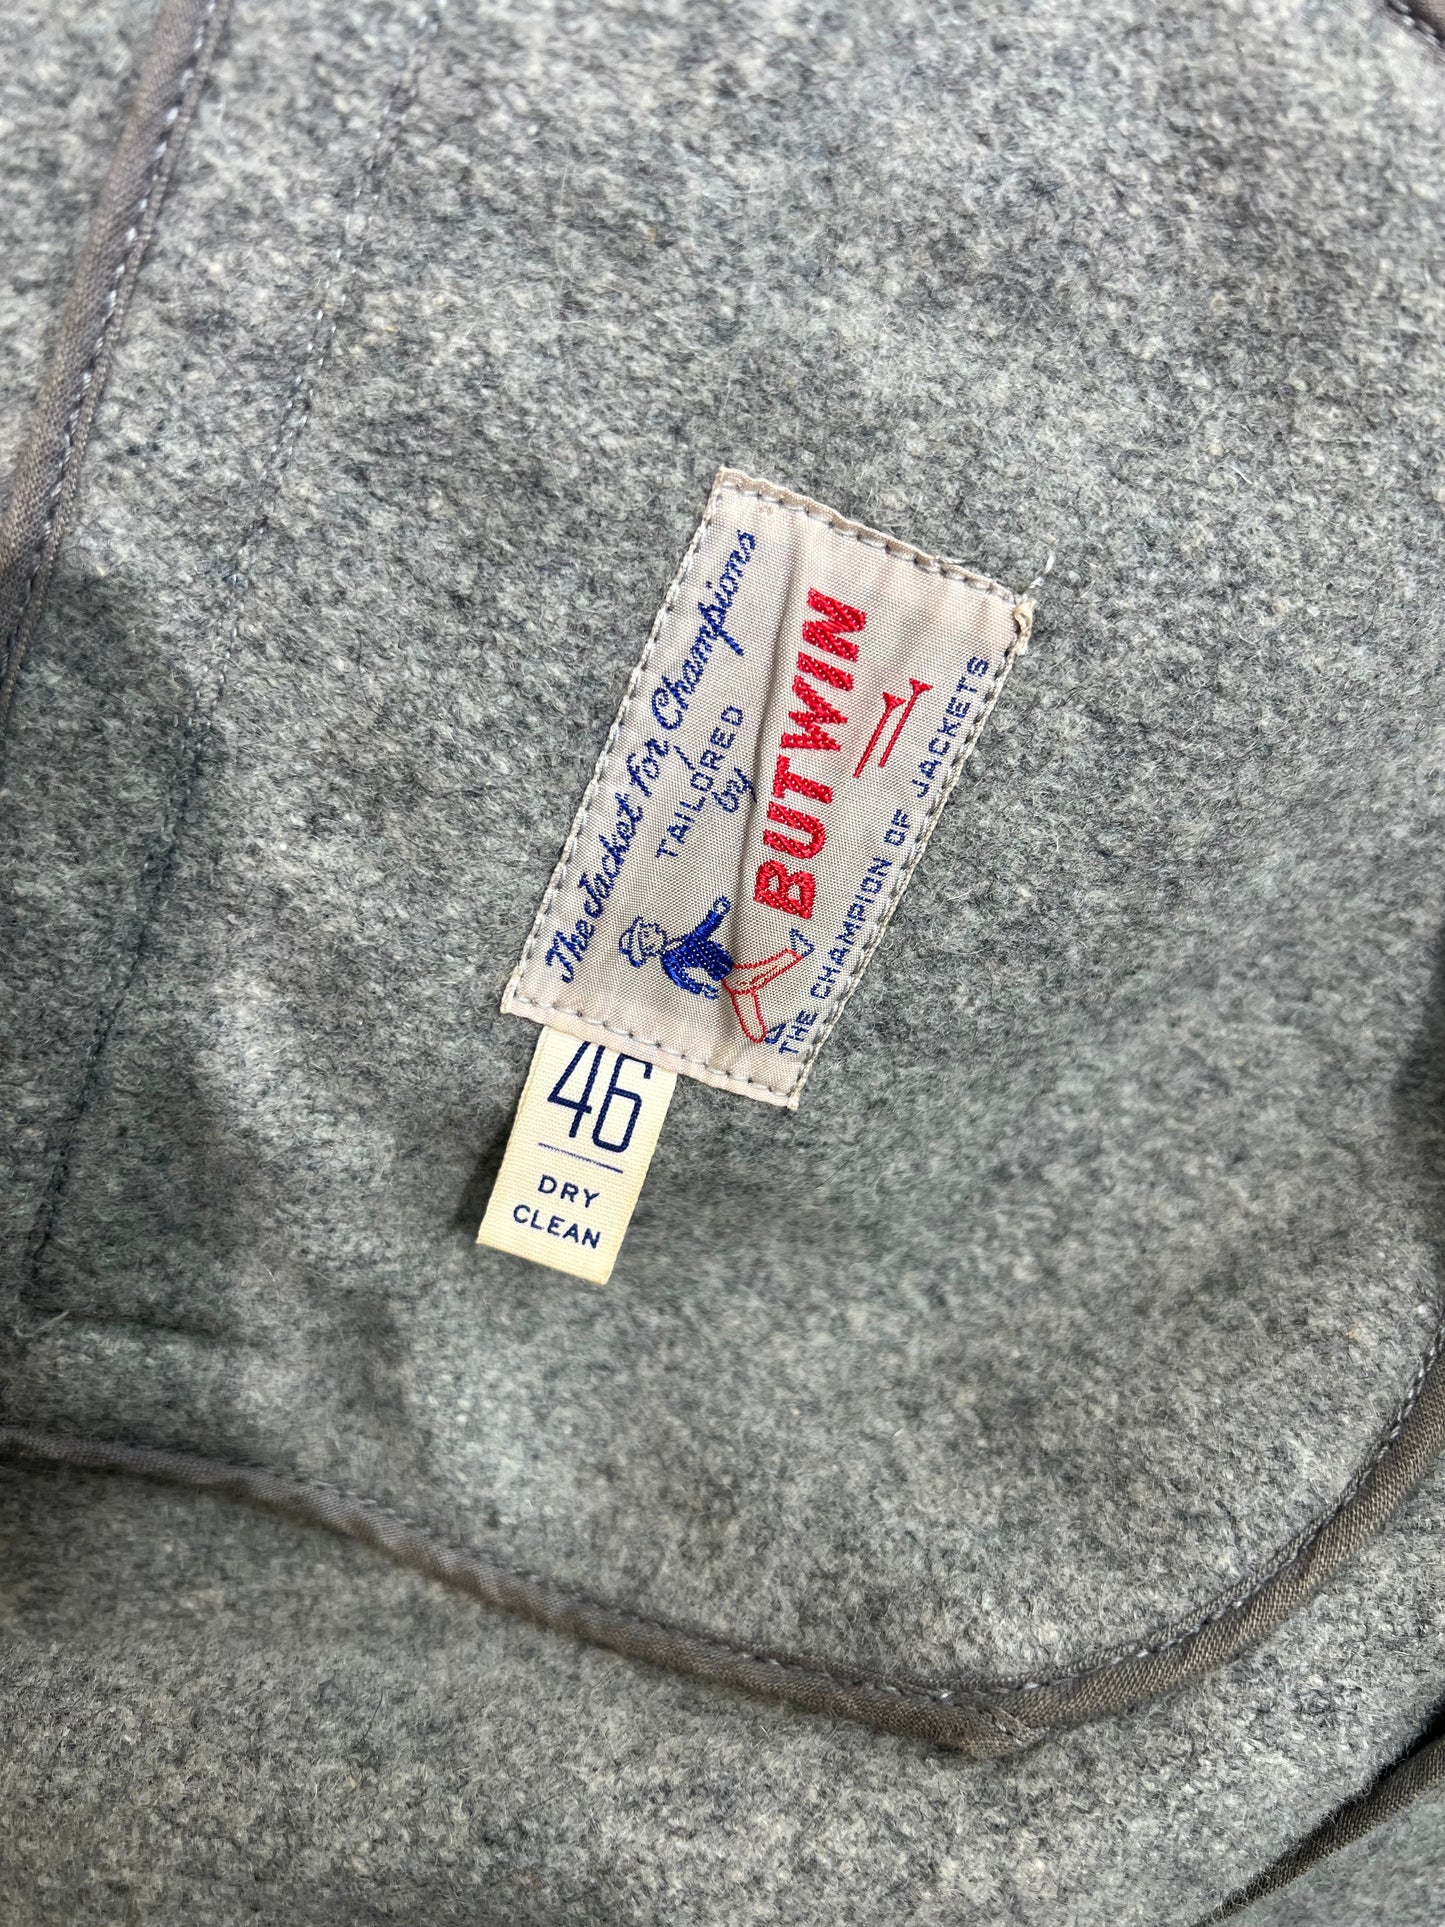 The Jacket for Champions
TAILORED
by
BUTWIN
THE CHAMPION OF JACKETS
46
DRY
CLEAN